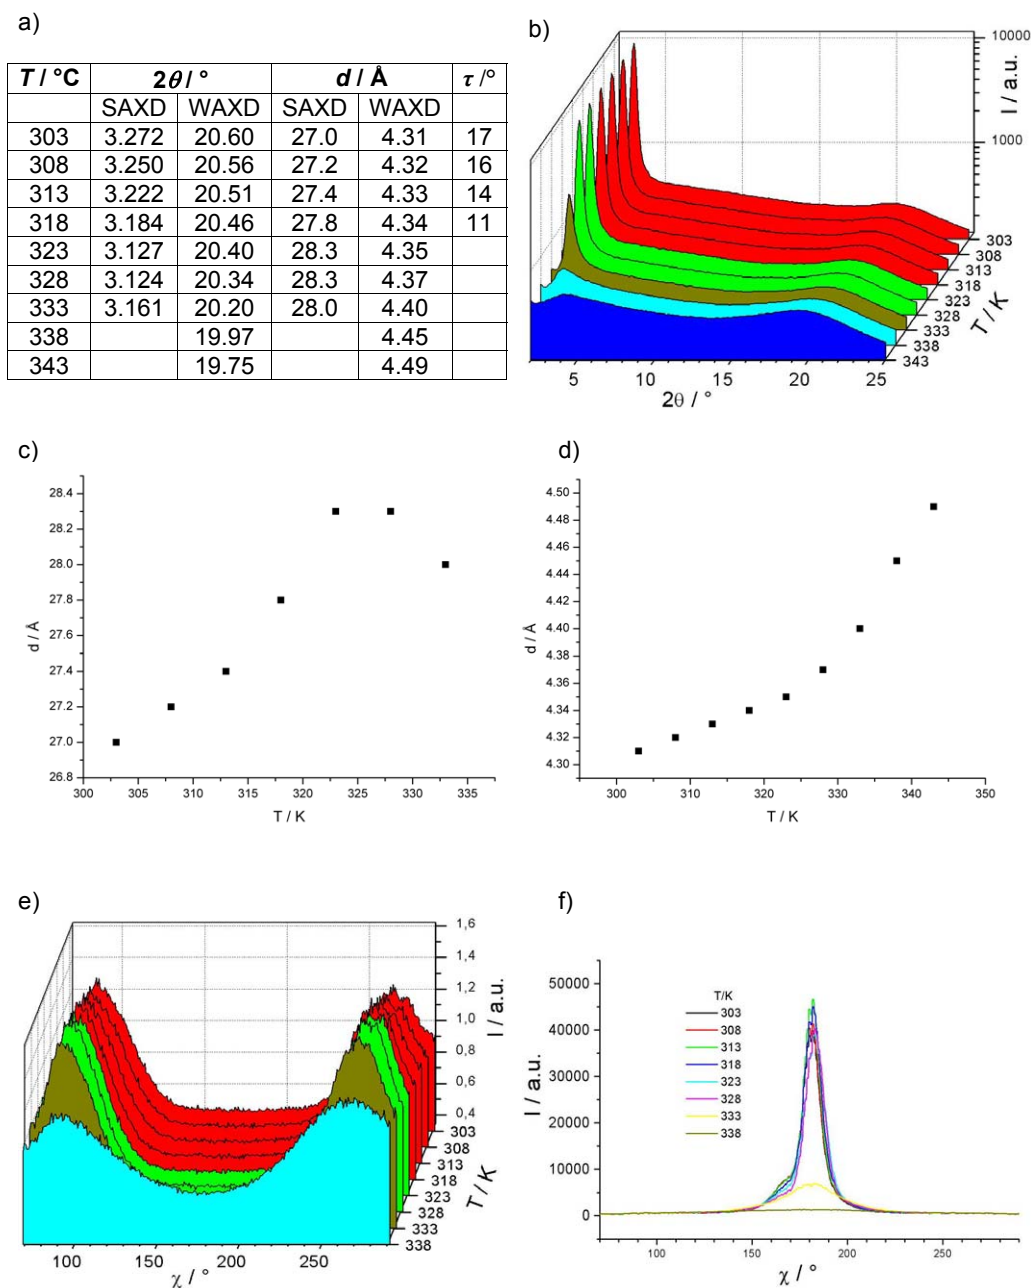 a)
T / °C 2θ / ° d / Å τ /°
SAXD WAXD SAXD WAXD
303 3.272 20.60 27.0 4.31 17
308 3.250 20.56 27.2 4.32 16
313 3.222 20.51 27.4 4.33 14
318 3.184 20.46 27.8 4.34 11
323 3.127 20.40 28.3 4.35
328 3.124 20.34 28.3 4.37
333 3.161 20.20 28.0 4.40
338 19.97 4.45
343 19.75 4.49
b)
10000
1000
I / a.u.
303
308
313
318
323
328
333
338
343
T / K
5 10 15 20 25
2θ / °
c)
28.4
28.2
28.0
27.8
27.6
27.4
27.2
27.0
26.8
d / Å
300 305 310 315 320 325 330 335
T / K
d)
4.50
4.48
4.46
4.44
4.42
4.40
4.38
4.36
4.34
4.32
4.30
d / Å
300 310 320 330 340 350
T / K
e)
1,6
1,4
1,2
1,0
0,8
0,6
0,4
I / a.u.
303
308
313
318
323
328
333
338
T / K
100 150 200 250
χ / °
f)
50000
40000
30000
20000
10000
0
I / a.u.
T/K
303
308
313
318
323
328
333
338
100 150 200 250
χ / °